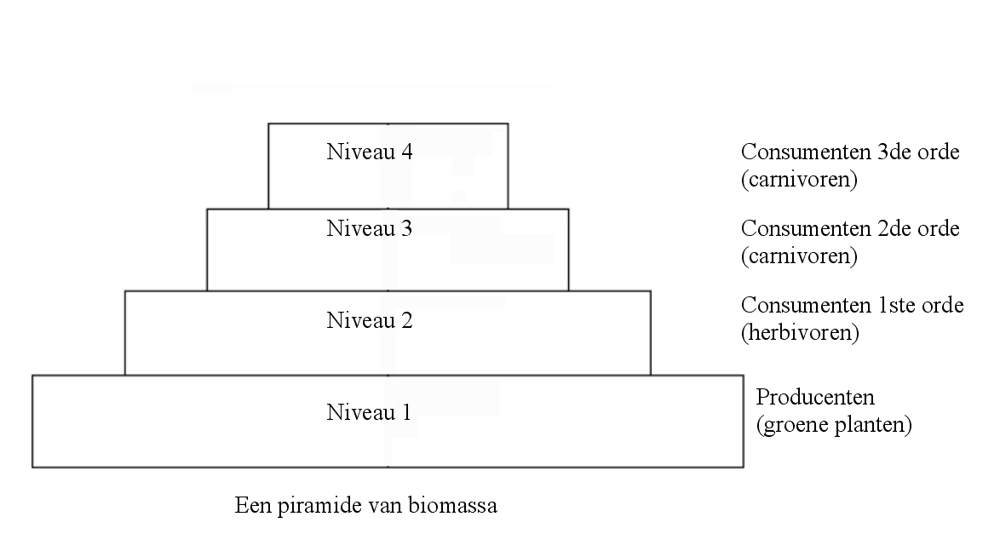 Niveau 4
Consumenten 3de orde
(carnivoren)
Niveau 3
Consumenten 2de orde
(carnivoren)
Niveau 2
Consumenten 1ste orde
(herbivoren)
Niveau 1
Producenten
(groene planten)
Een piramide van biomassa